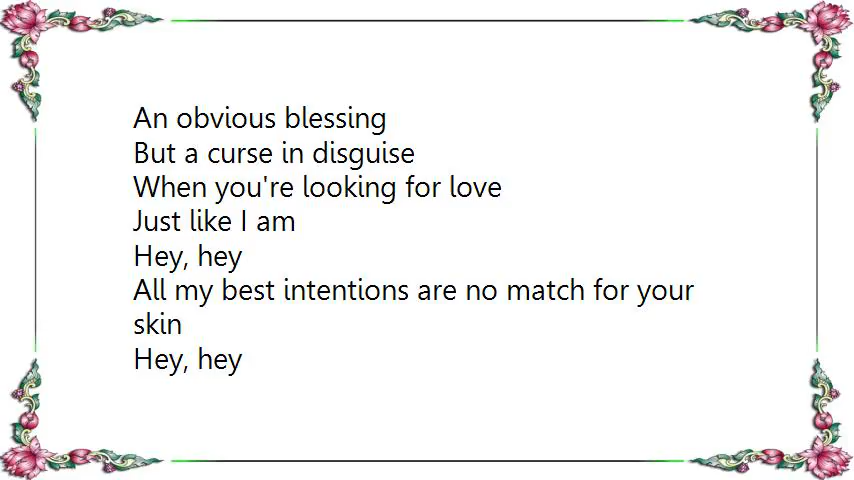 An obvious blessing
But a curse in disguise
When you're looking for love
Just like I am
Hey, hey
All my best intentions are no match for your
skin
Hey, hey